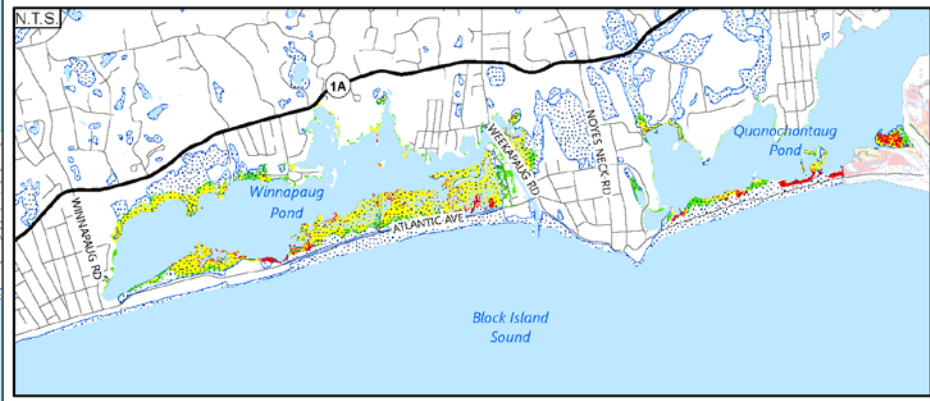 N.T.S.
1A
WINNAPAUG RD
Winnapaug
Pond
WEEKAPAUG RD
NOYES NECK RD
Quonochontaug
Pond
ATLANTIC AVE
Block Island
Sound